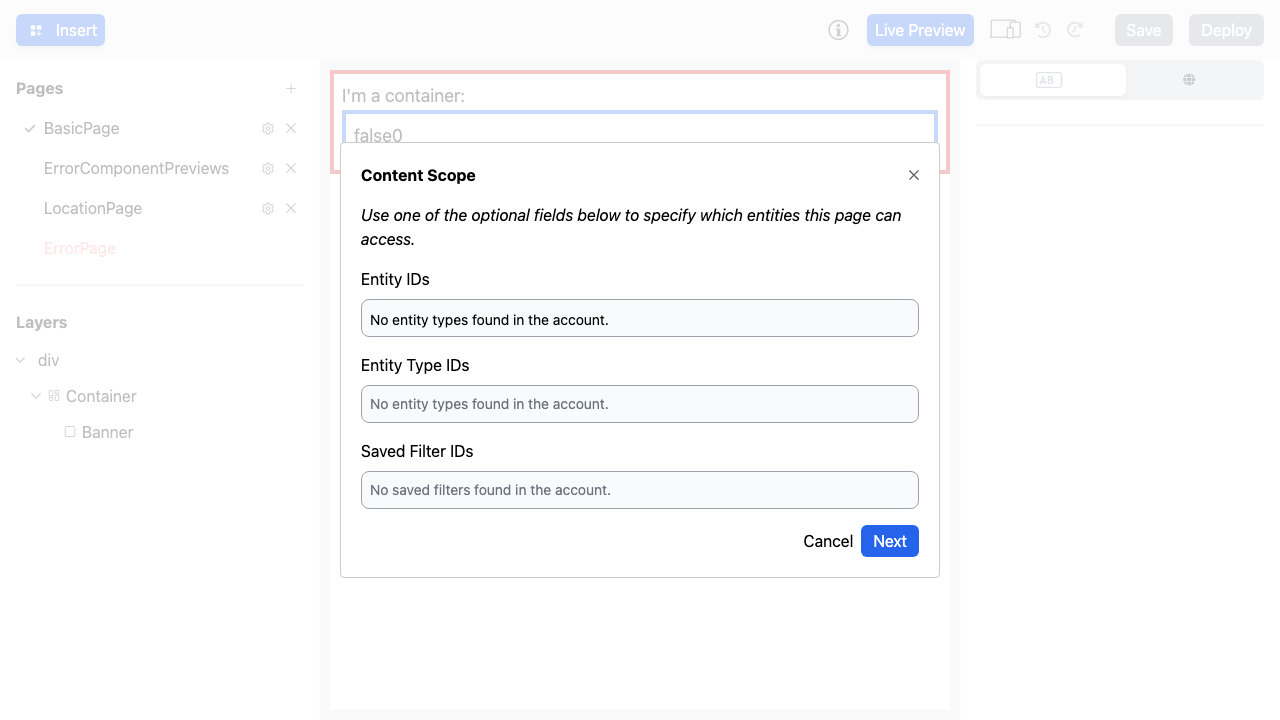 Insert
Live Preview
Save
Deploy
Pages
BasicPage
ErrorComponentPreviews
LocationPage
ErrorPage
Layers
div
Container
Banner
I'm a container:
false0
AB
Content Scope
Use one of the optional fields below to specify which entities this page can
access.
Entity IDs
No entity types found in the account.
Entity Type IDs
No entity types found in the account.
Saved Filter IDs
No saved filters found in the account.
Cancel
Next